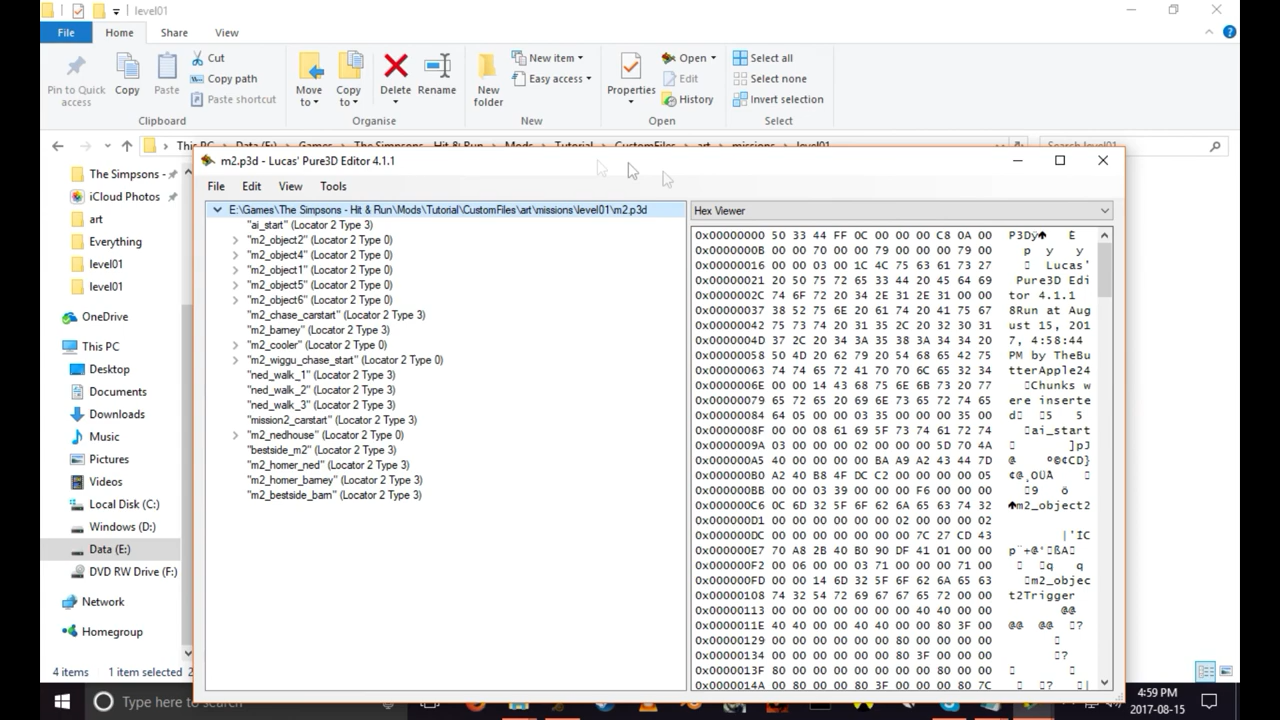 level01
File Home Share View
Pin to Quick access
Copy
Paste
Cut
Copy path
Paste shortcut
Clipboard
Move to
Copy to
Delete
Rename
Organise
New folder
New item
Easy access
New
Properties
Open
Edit
History
Open
Select all
Select none
Invert selection
Select
m2.p3d - Lucas' Pure3D Editor 4.1.1
File Edit View Tools
The Simpsons -
iCloud Photos
art
Everything
level01
level01
OneDrive
This PC
Desktop
Documents
Downloads
Music
Pictures
Videos
Local Disk (C:)
Windows (D:)
Data (E:)
DVD RW Drive (F:)
Network
Homegroup
4 items 1 item selected
E:\Games\The Simpsons - Hit & Run\Mods\Tutorial\CustomFiles\art\missions\level01\m2.p3d
"ai_start" (Locator 2 Type 3)
"m2_object2" (Locator 2 Type 0)
"m2_object4" (Locator 2 Type 0)
"m2_object1" (Locator 2 Type 0)
"m2_object5" (Locator 2 Type 0)
"m2_object6" (Locator 2 Type 0)
"m2_chase_carstart" (Locator 2 Type 3)
"m2_barney" (Locator 2 Type 3)
"m2_cooler" (Locator 2 Type 0)
"m2_wiggu_chase_start" (Locator 2 Type 0)
"ned_walk_1" (Locator 2 Type 3)
"ned_walk_2" (Locator 2 Type 3)
"ned_walk_3" (Locator 2 Type 3)
"mission2_carstart" (Locator 2 Type 3)
"m2_nedhouse" (Locator 2 Type 0)
"bestside_m2" (Locator 2 Type 3)
"m2_homer_ned" (Locator 2 Type 3)
"m2_homer_barney" (Locator 2 Type 3)
"m2_bestside_barn" (Locator 2 Type 3)
Hex Viewer
0x00000000 50 33 44 FF 0C 00 00 00 C8 0A 00
0x0000000B 00 00 70 00 00 00 79 00 00 00
0x00000016 00 00 03 00 1C 4C 75 63 61 73 27
0x00000021 20 50 75 72 65 33 44 20 45 64 69
0x0000002C 74 6F 72 20 34 2E 31 2E 31 00 00
0x00000037 38 52 75 6E 20 61 74 20 41 75 67
0x00000042 75 73 74 20 31 35 2C 20 32 30 31
0x0000004D 37 2C 20 34 3A 35 38 3A 34 34 20
0x00000058 50 4D 20 62 79 20 54 68 65 42 75
0x00000063 74 74 65 72 41 70 70 6C 65 32 34
0x0000006E 00 00 14 43 68 75 6E 6B 73 20 77
0x00000079 65 72 65 20 69 6E 73 65 72 74 65
0x00000084 64 05 00 00 03 35 00 00 00 35 00
0x0000008F 00 00 08 61 69 5F 73 74 61 72 74
0x0000009A 03 00 00 00 02 00 00 00 5D 70 4A
0x000000A5 40 00 00 00 00 BA A9 A2 43 44 7D
0x000000B0 A2 40 B8 4F DC C2 00 00 00 00 05
0x000000BB 00 00 03 39 00 00 00 F6 00 00 00
0x000000C6 0C 6D 32 5F 6F 62 6A 65 63 74 32
0x000000D1 00 00 00 00 00 02 00 00 00 02
0x000000DC 00 00 00 00 00 00 00 7C 27 CD 43
0x000000E7 70 A8 2B 40 B0 90 DF 41 01 00 00
0x000000F2 00 06 00 00 03 71 00 00 00 71 00
0x000000FD 00 00 14 6D 32 5F 6F 62 6A 65 63
0x00000108 74 32 54 72 69 67 67 65 72 00 00
0x00000113 00 00 00 00 00 00 00 40 40 00 00
0x0000011E 40 40 00 00 40 40 00 00 80 3F 00
0x00000129 00 00 00 00 00 00 00 80 00 00 00
0x00000134 00 00 00 00 00 00 00 80 3F 00 00
0x0000013F 80 00 00 00 00 00 00 80 00 00
0x0000014A 00 80 00 00 80 3F 00 00 00 80 7C
Lucas'
Pure3D Edi
tor 4.1.1
8Run at Aug
ust 15, 201
7, 4:58:44
PM by TheBu
tterApple24
Chunks w
ere inserte
ai_start
m2_object2
m2_objec
t2Trigger
Type here to search
4:59 PM
2017-08-15